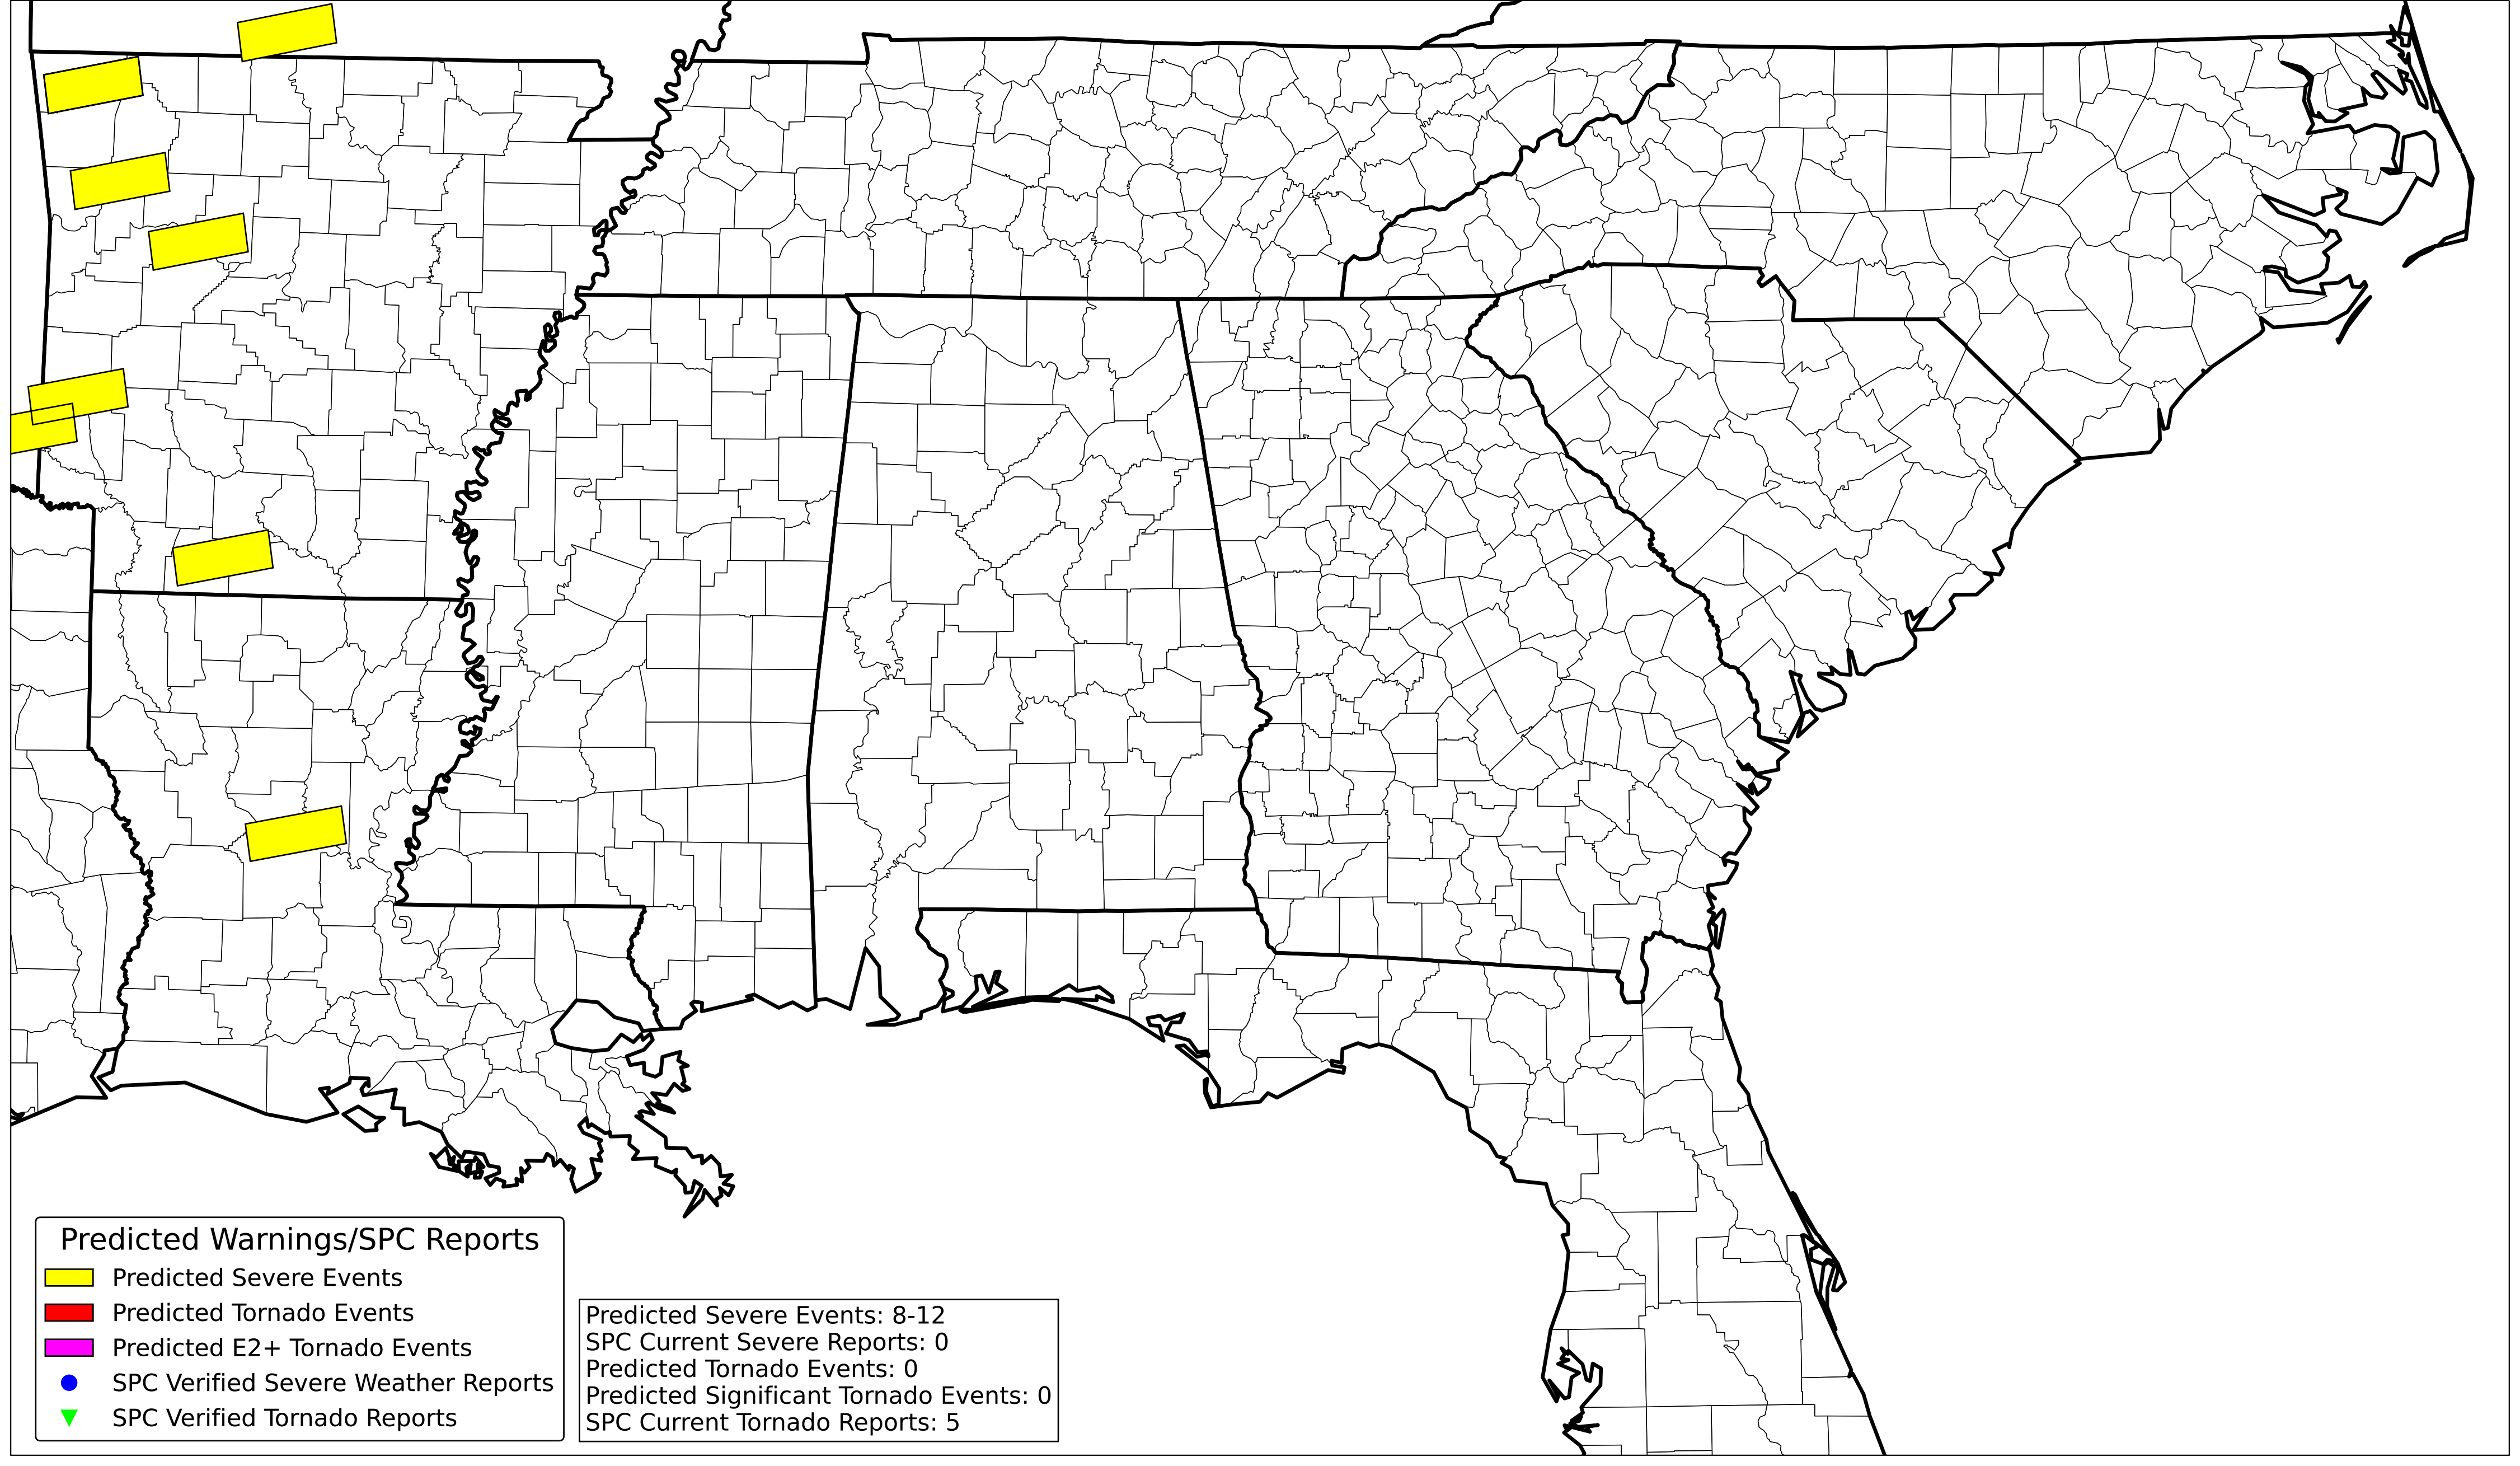 Predicted Warnings/SPC Reports
Predicted Severe Events
Predicted Tornado Events
Predicted E2+ Tornado Events
SPC Verified Severe Weather Reports
SPC Verified Tornado Reports
Predicted Severe Events: 8-12
SPC Current Severe Reports: 0
Predicted Tornado Events: 0
Predicted Significant Tornado Events: 0
SPC Current Tornado Reports: 5